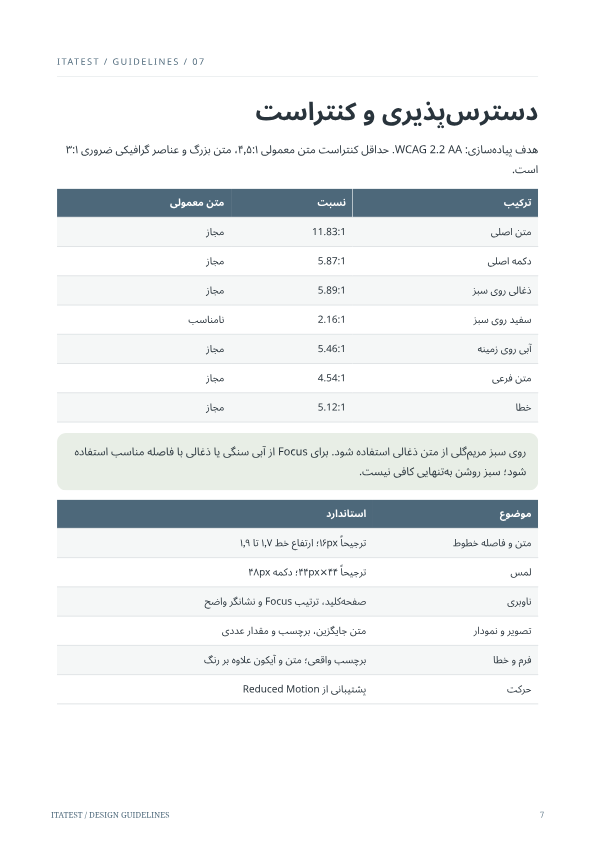 ITATEST / GUIDELINES / 07
دسترس‌پذیری و کنتراست
هدف پیاده‌سازی: WCAG 2.2 AA. حداقل کنتراست متن معمولی ۴,۵:۱، متن بزرگ و عناصر گرافیکی ضروری ۳:۱
است.
ترکیب نسبت متن معمولی
متن اصلی 11.83:1 مجاز
دکمه اصلی 5.87:1 مجاز
ذغالی روی سبز 5.89:1 مجاز
سفید روی سبز 2.16:1 نامناسب
آبی روی زمینه 5.46:1 مجاز
متن فرعی 4.54:1 مجاز
خطا 5.12:1 مجاز
روی سبز مریم‌گلی از متن ذغالی استفاده شود. برای Focus از آبی سنگی یا ذغالی با فاصله مناسب استفاده
شود؛ سبز روشن به‌تنهایی کافی نیست.
موضوع استاندارد
متن و فاصله خطوط ترجیحاً ۱۶px؛ ارتفاع خط ۱,۷ تا ۱,۹
لمس ترجیحاً ۴۴×۴۴px؛ دکمه ۴۸px
ناوبری صفحه‌کلید، ترتیب Focus و نشانگر واضح
تصویر و نمودار متن جایگزین، برچسب و مقدار عددی
فرم و خطا برچسب واقعی؛ متن و آیکون علاوه بر رنگ
حرکت پشتیبانی از Reduced Motion
ITATEST / DESIGN GUIDELINES 7